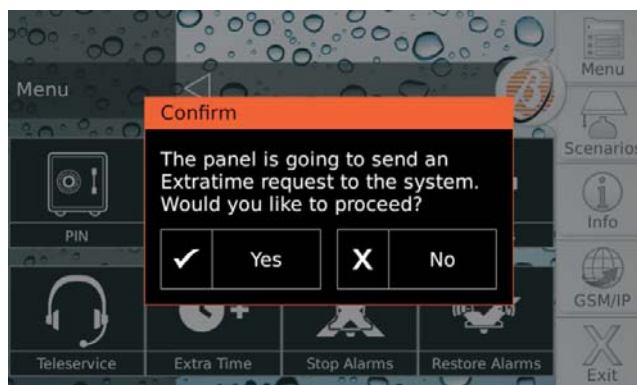 Menu
Menu
Confirm
The panel is going to send an
Extratime request to the system.
Would you like to proceed?
Yes
No
Scenarios
Info
PIN
GSM/IP
Teleservice
Extra Time
Stop Alarms
Restore Alarms
Exit